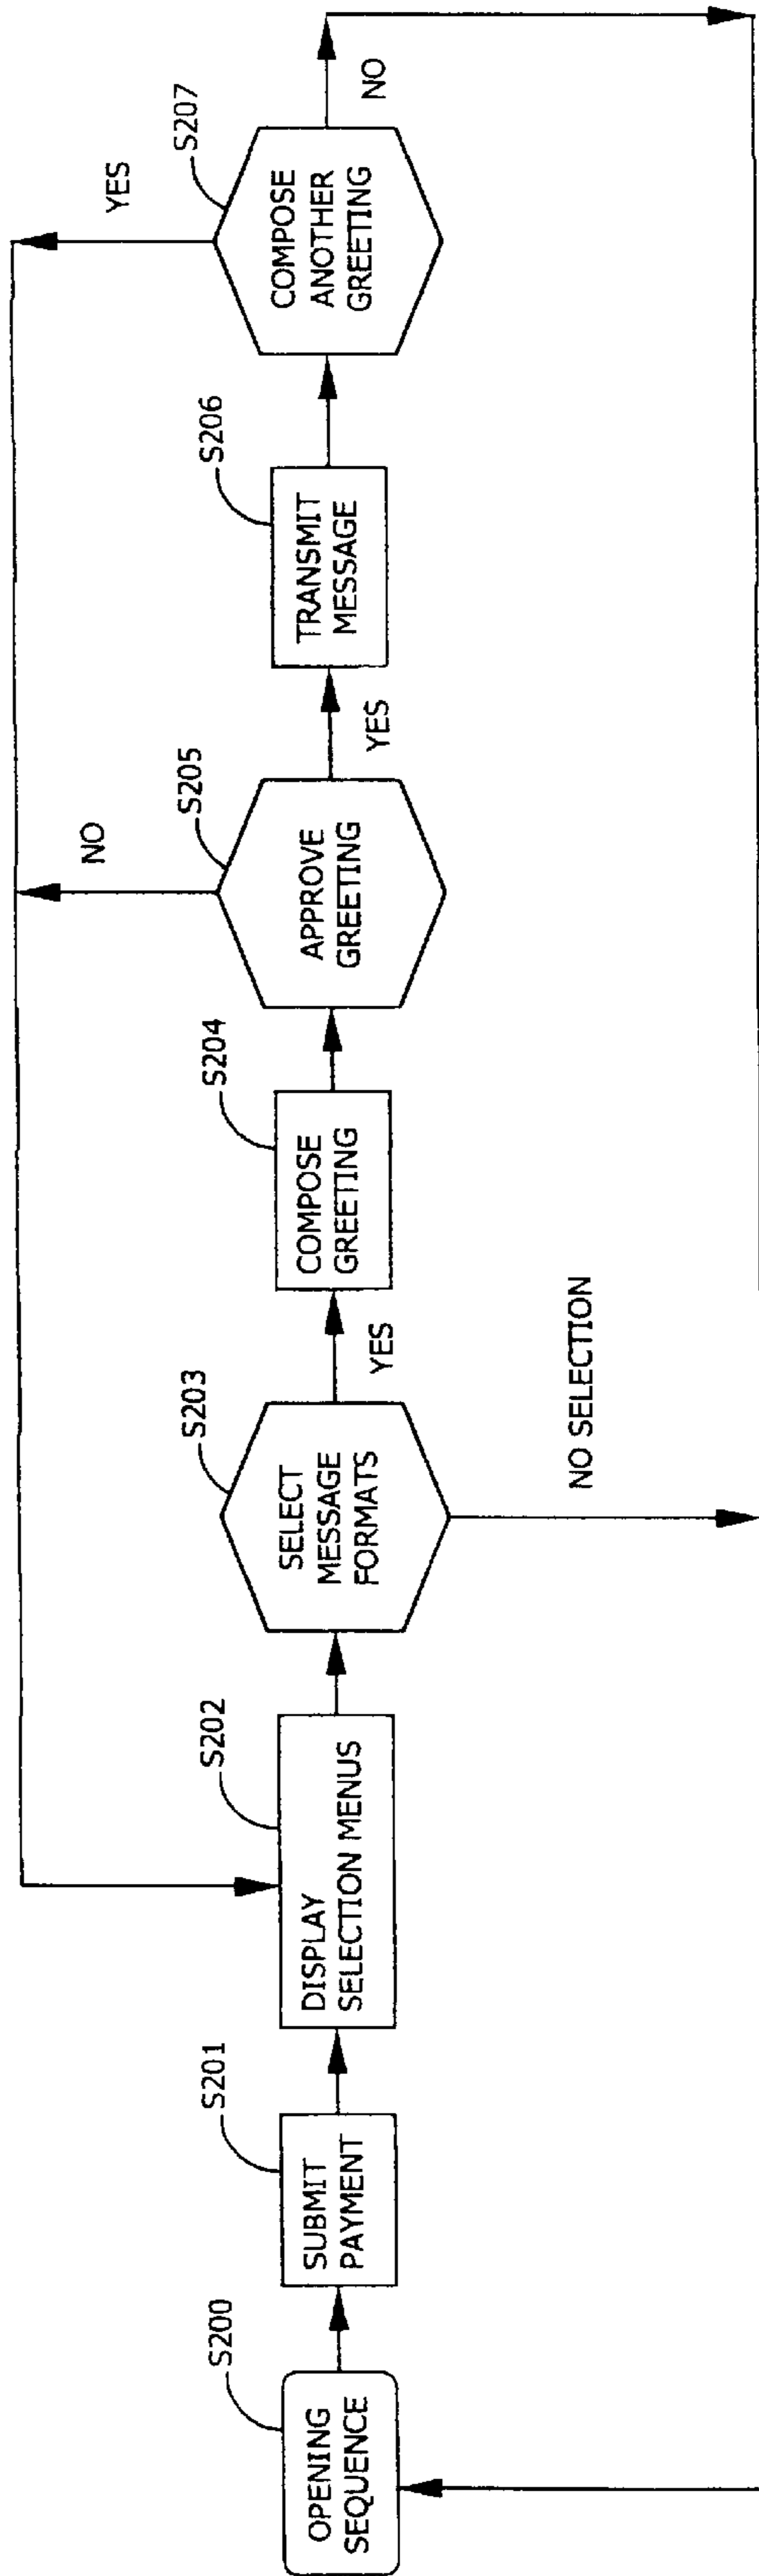 S200
OPENING
SEQUENCE
S201
SUBMIT
PAYMENT
S202
DISPLAY
SELECTION MENUS
S203
SELECT
MESSAGE
FORMATS
YES
NO SELECTION
S204
COMPOSE
GREETING
S205
APPROVE
GREETING
NO
YES
S206
TRANSMIT
MESSAGE
S207
COMPOSE
ANOTHER
GREETING
YES
NO